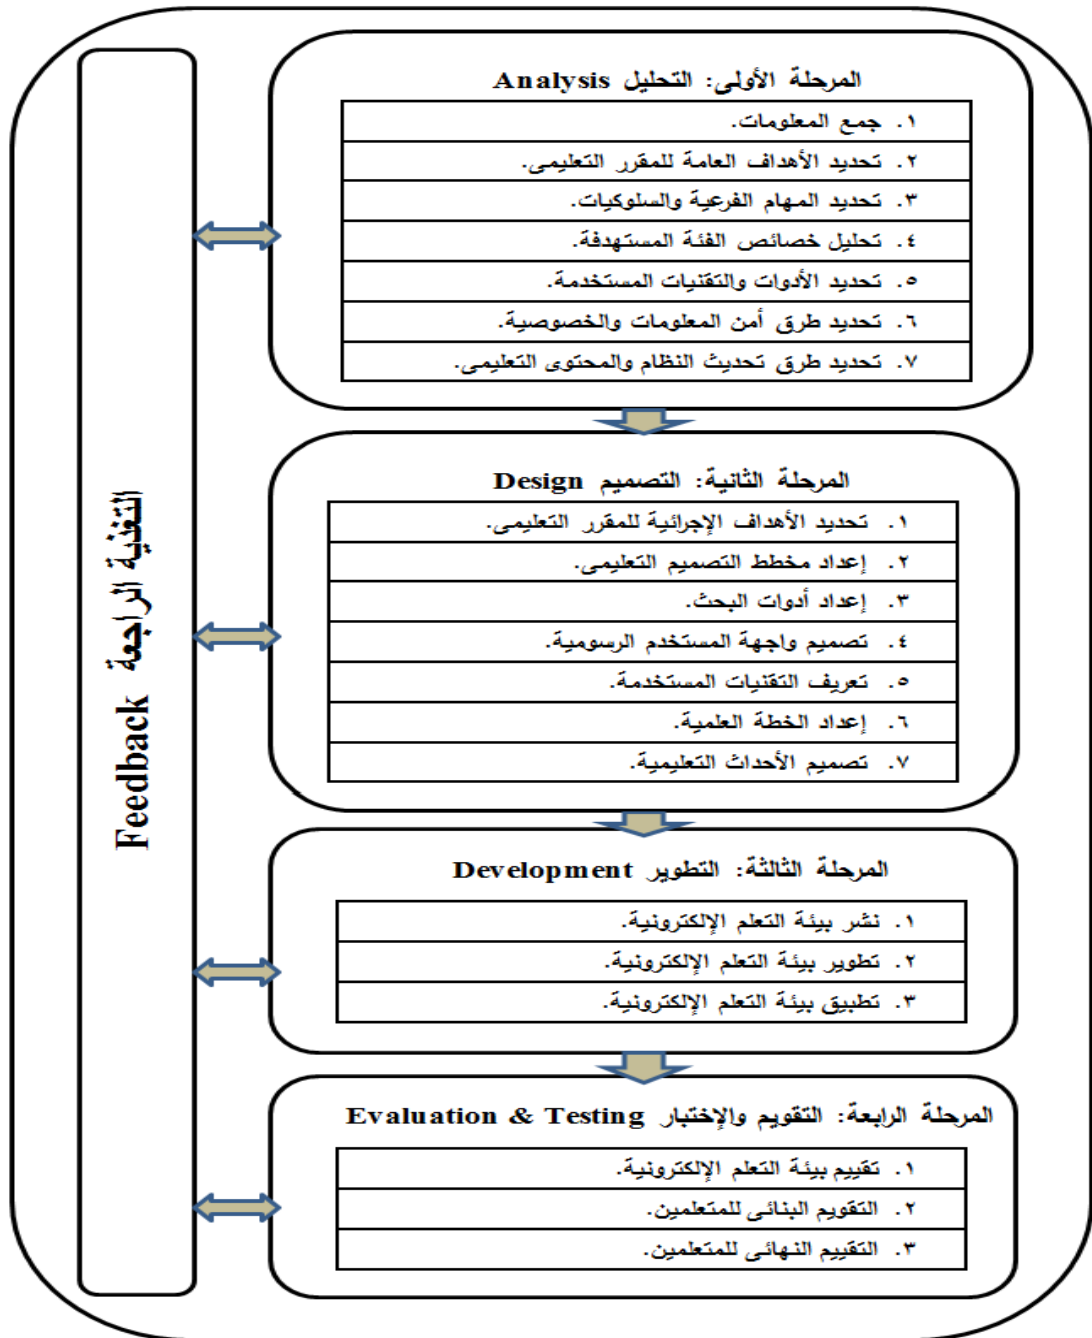 المرحلة الأولى: التحليل Analysis
١. جمع المعلومات.
٢. تحديد الأهداف العامة للمقرر التعليمى.
٣. تحديد المهام الفرعية والسلوكيات.
٤. تحليل خصائص الفئة المستهدفة.
٥. تحديد الأدوات والتقنيات المستخدمة.
٦. تحديد طرق أمن المعلومات والخصوصية.
٧. تحديد طرق تحديث النظام والمحتوى التعليمى.
المرحلة الثانية: التصميم Design
١. تحديد الأهداف الإجرائية للمقرر التعليمى.
٢. إعداد مخطط التصميم التعليمى.
٣. إعداد أدوات البحث.
٤. تصميم واجهة المستخدم الرسومية.
٥. تعريف التقنيات المستخدمة.
٦. إعداد الخطة العلمية.
٧. تصميم الأحداث التعليمية.
المرحلة الثالثة: التطوير Development
١. نشر بيئة التعلم الإلكترونية.
٢. تطوير بيئة التعلم الإلكترونية.
٣. تطبيق بيئة التعلم الإلكترونية.
المرحلة الرابعة: التقويم والإختبار Evaluation & Testing
١. تقييم بيئة التعلم الإلكترونية.
٢. التقويم البنائى للمتعلمين.
٣. التقييم النهائى للمتعلمين.
التغذية الراجعة Feedback